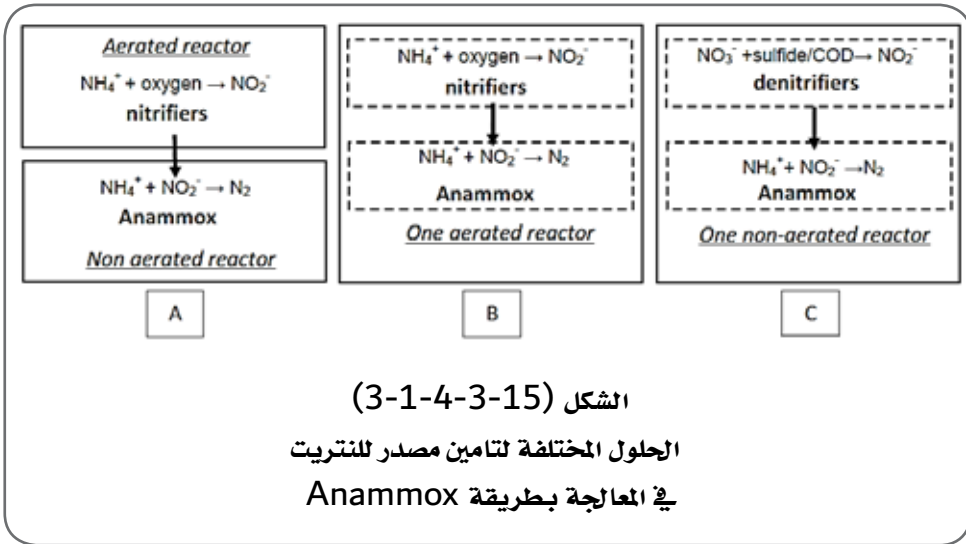 Aerated reactor
NH₄⁺ + oxygen → NO₂⁻
nitrifiers
NH₄⁺ + NO₂⁻ → N₂
Anammox
Non aerated reactor
A
NH₄⁺ + oxygen → NO₂⁻
nitrifiers
NH₄⁺ + NO₂⁻ → N₂
Anammox
One aerated reactor
B
NO₃⁻ +sulfide/COD→ NO₂⁻
denitrifiers
NH₄⁺+ NO₂⁻ →N₂
Anammox
One non-aerated reactor
C
الشكل (15-3-4-1-3)
الحلول المختلفة لتامين مصدر للنتريت
في المعالجة بطريقة Anammox